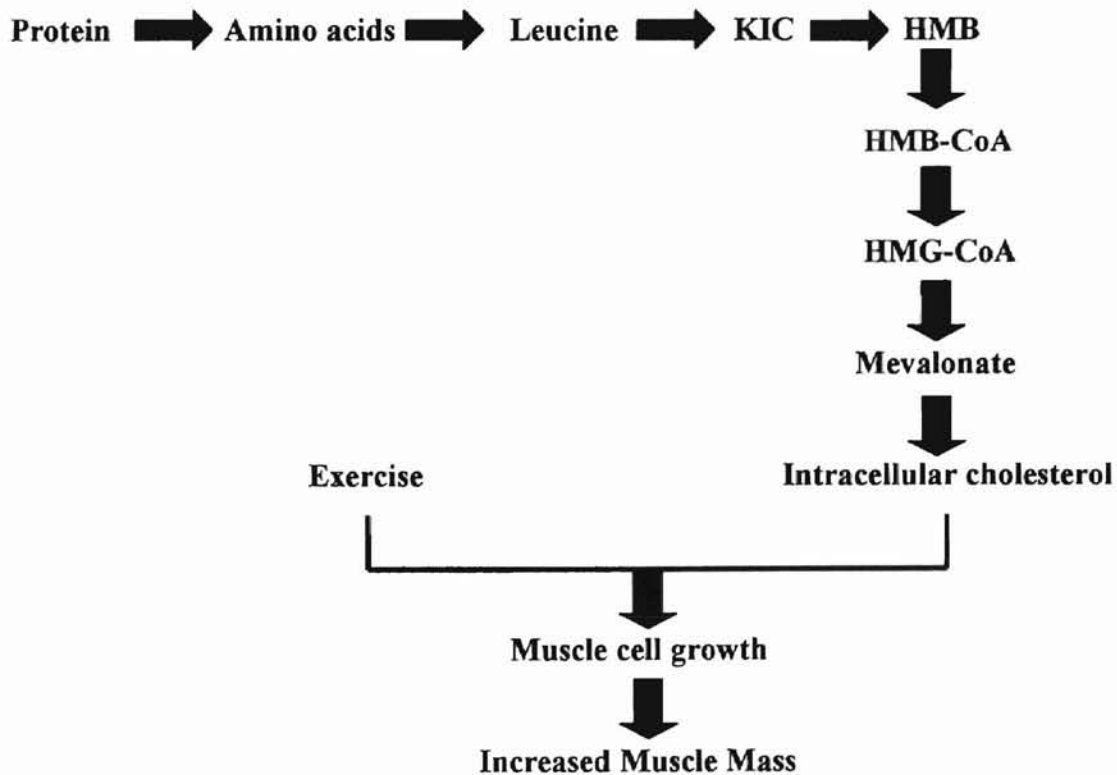 Protein Amino acids Leucine KIC HMB
HMB-CoA
HMG-CoA
Mevalonate
Exercise Intracellular cholesterol
Muscle cell growth
Increased Muscle Mass